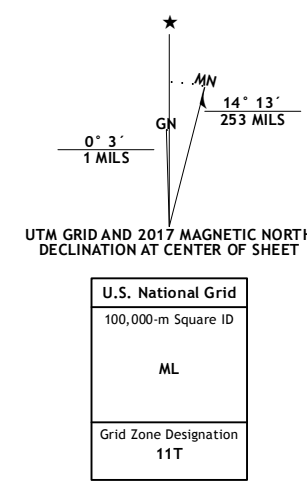 ★
MN
GN
0° 3´
1 MILS
14° 13´
253 MILS
UTM GRID AND 2017 MAGNETIC NORTH
DECLINATION AT CENTER OF SHEET
U.S. National Grid
100,000-m Square ID
ML
Grid Zone Designation
11T